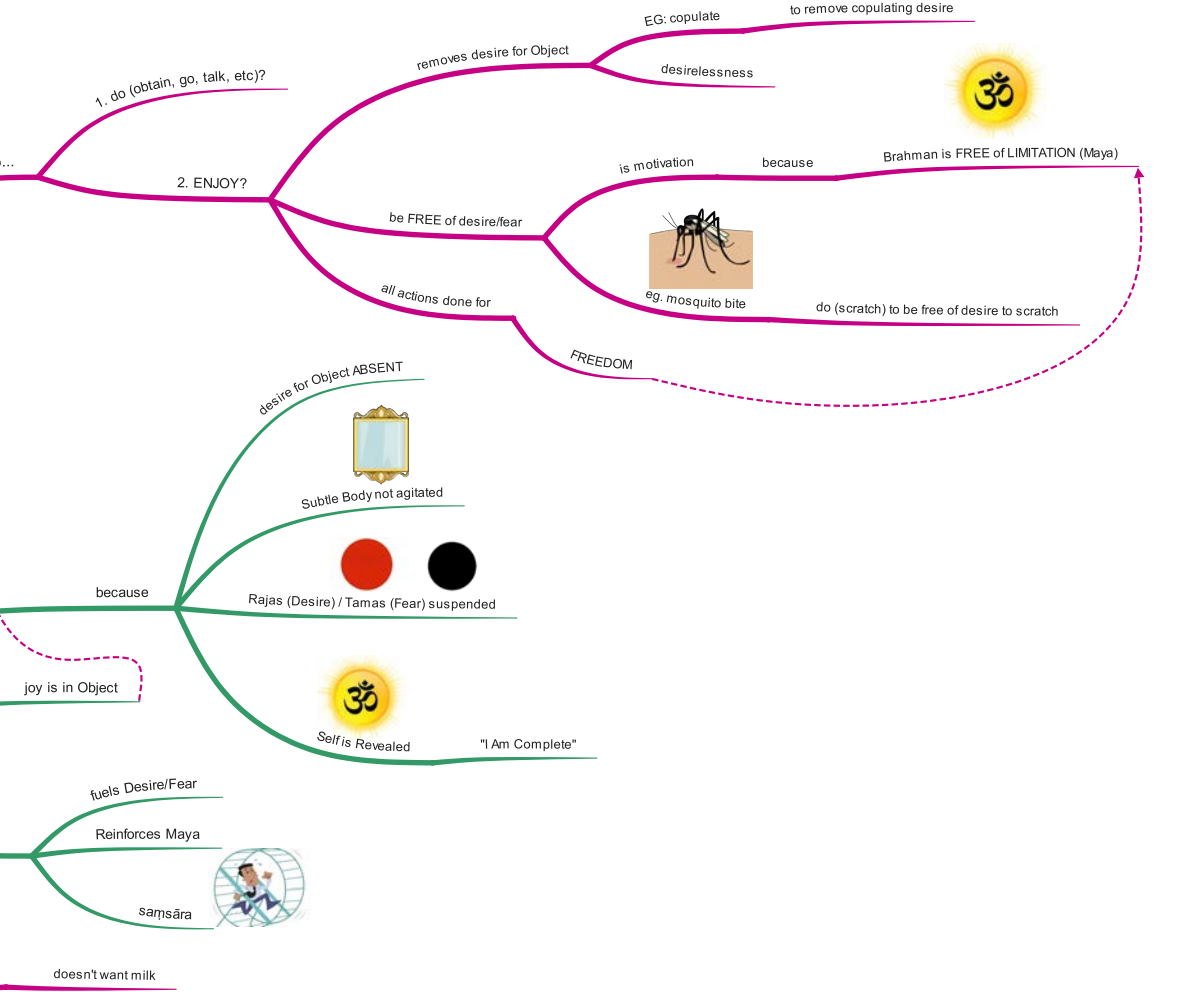 to remove copulating desire
EG: copulate
removes desire for Object
desirelessness
1. do (obtain, go, talk, etc)?
...
2. ENJOY?
ॐ
Brahman is FREE of LIMITATION (Maya)
is motivation
because
be FREE of desire/fear
eg. mosquito bite
do (scratch) to be free of desire to scratch
all actions done for
FREEDOM
desire for Object ABSENT
Subtle Body not agitated
because
Rajas (Desire) / Tamas (Fear) suspended
joy is in Object
ॐ
Self is Revealed
"I Am Complete"
fuels Desire/Fear
Reinforces Maya
saṃsāra
doesn't want milk